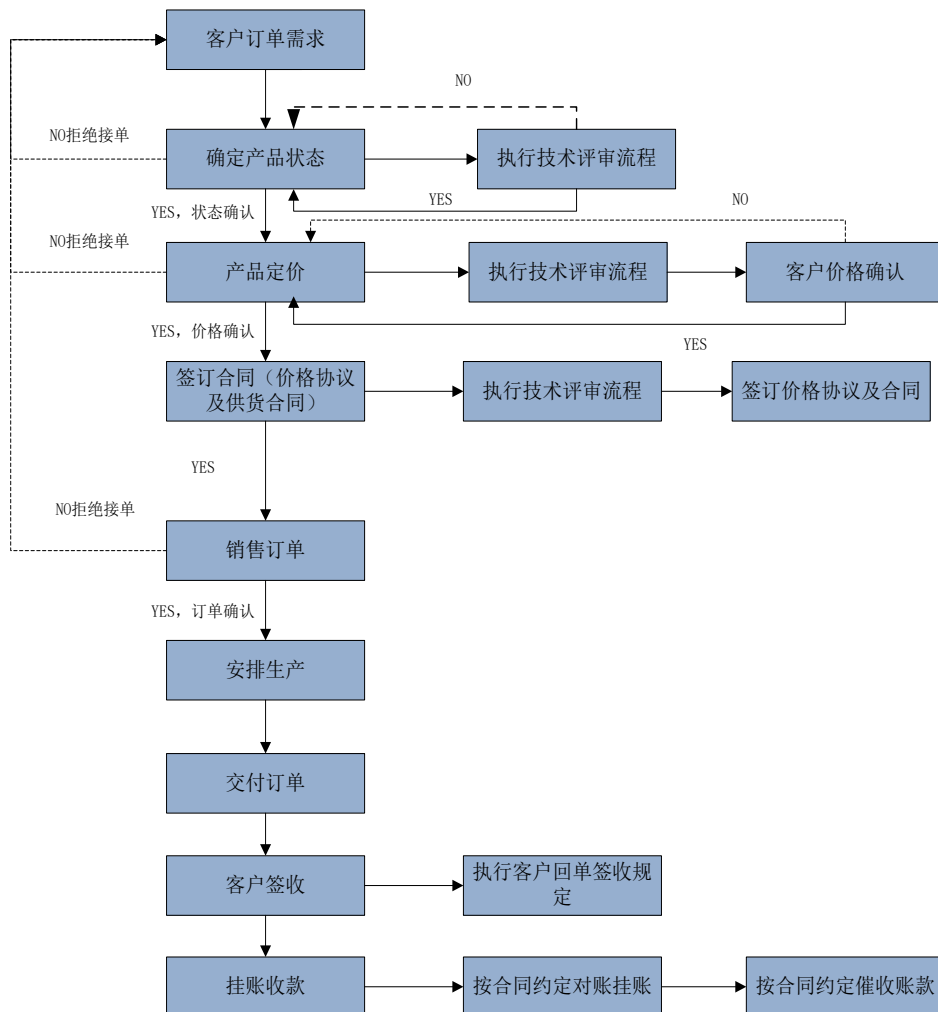 客户订单需求
NO
NO拒绝接单
确定产品状态
执行技术评审流程
YES
YES，状态确认
NO
NO拒绝接单
产品定价
执行技术评审流程
客户价格确认
YES，价格确认
YES
签订合同（价格协议
及供货合同）
执行技术评审流程
签订价格协议及合同
YES
NO拒绝接单
销售订单
YES，订单确认
安排生产
交付订单
客户签收
执行客户回单签收规
定
挂账收款
按合同约定对账挂账
按合同约定催收账款